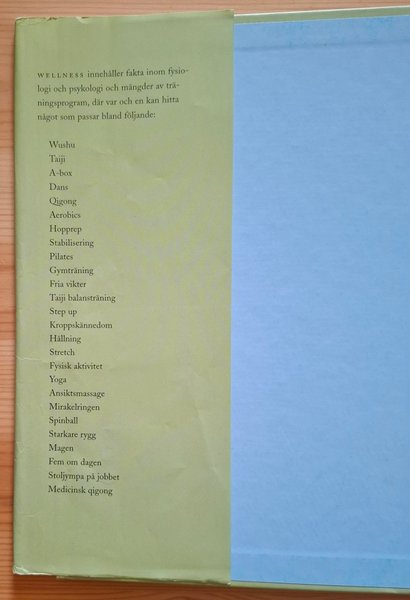 WELLNESS innehåller fakta inom fysio-
logi och psykologi och mängder av trä-
ningsprogram, där var och en kan hitta
något som passar bland följande:
Wushu
Taiji
A-box
Dans
Qigong
Aerobics
Hopprep
Stabilisering
Pilates
Gymträning
Fria vikter
Taiji balansträning
Step up
Kroppskännedom
Hållning
Stretch
Fysisk aktivitet
Yoga
Ansiktsmassage
Mirakelringen
Spinball
Starkare rygg
Magen
Fem om dagen
Stoljympa på jobbet
Medicinsk qigong